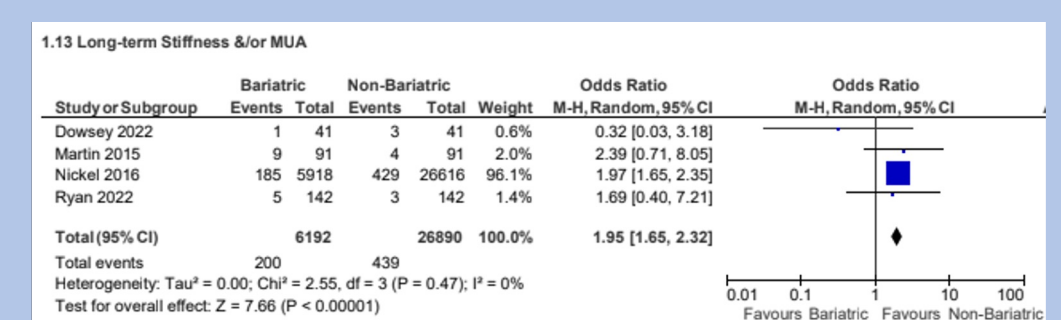 1.13 Long-term Stiffness &/or MUA
Bariatric Non-Bariatric Odds Ratio Odds Ratio
Study or Subgroup Events Total Events Total Weight M-H, Random, 95% CI M-H, Random, 95% CI
Dowsey 2022 1 41 3 41 0.6% 0.32 [0.03, 3.18]
Martin 2015 9 91 4 91 2.0% 2.39 [0.71, 8.05]
Nickel 2016 185 5918 429 26616 96.1% 1.97 [1.65, 2.35]
Ryan 2022 5 142 3 142 1.4% 1.69 [0.40, 7.21]
Total (95% CI) 6192 26890 100.0% 1.95 [1.65, 2.32]
Total events 200 439
Heterogeneity: Tau² = 0.00; Chi² = 2.55, df = 3 (P = 0.47); I² = 0%
Test for overall effect: Z = 7.66 (P < 0.00001)
0.01 0.1 1 10 100
Favours Bariatric Favours Non-Bariatric